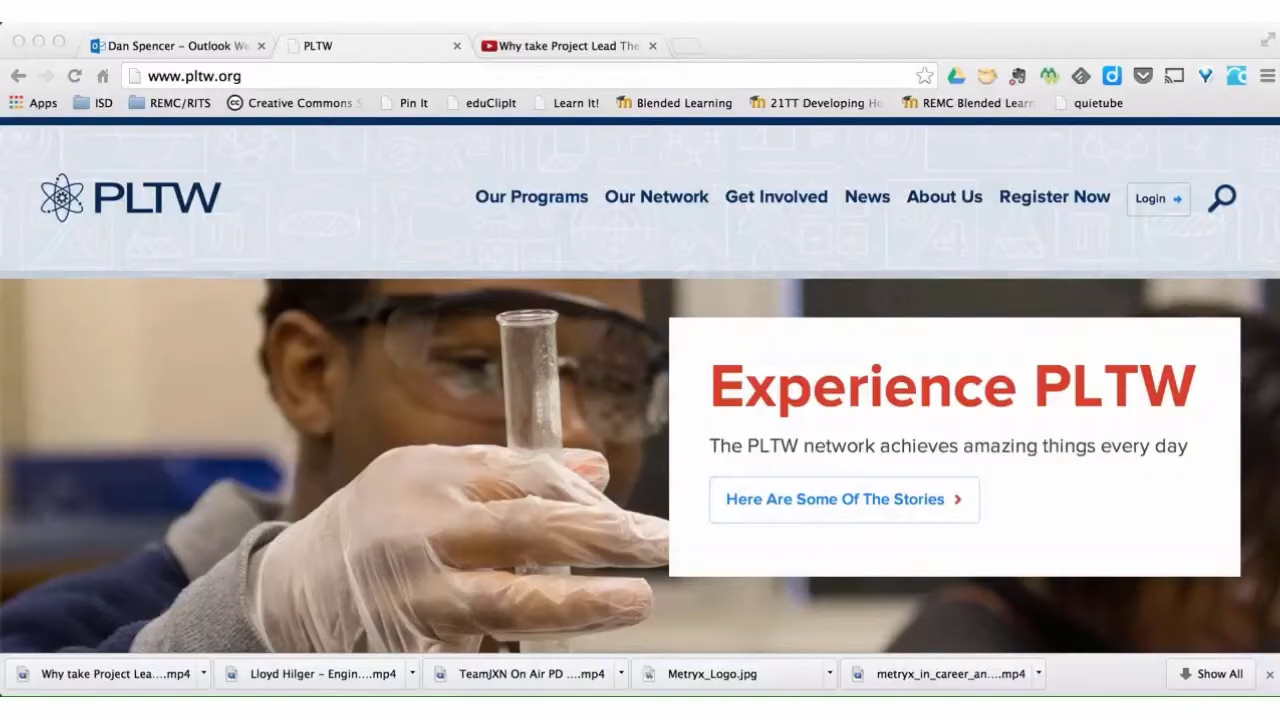 Dan Spencer – Outlook We
PLTW
Why take Project Lead The
www.pltw.org
Apps ISD REMC/RITS Creative Commons S Pin It eduClipIt Learn It! Blended Learning 21TT Developing Ho REMC Blended Learn quietube
PLTW
Our Programs Our Network Get Involved News About Us Register Now Login
Experience PLTW
The PLTW network achieves amazing things every day
Here Are Some Of The Stories
Why take Project Lea....mp4 Lloyd Hilger – Engin....mp4 TeamJXN On Air PD ....mp4 Metryx_Logo.jpg metryx_in_career_an....mp4 Show All